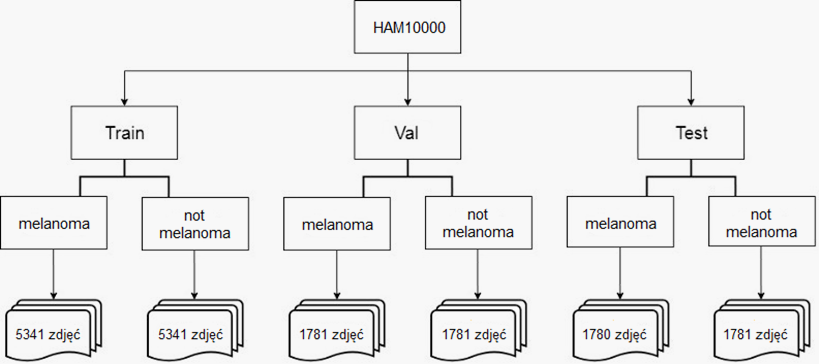 HAM10000
Train
Val
Test
melanoma
not
melanoma
melanoma
not
melanoma
melanoma
not
melanoma
5341 zdjęć
5341 zdjęć
1781 zdjęć
1781 zdjęć
1780 zdjęć
1781 zdjęć